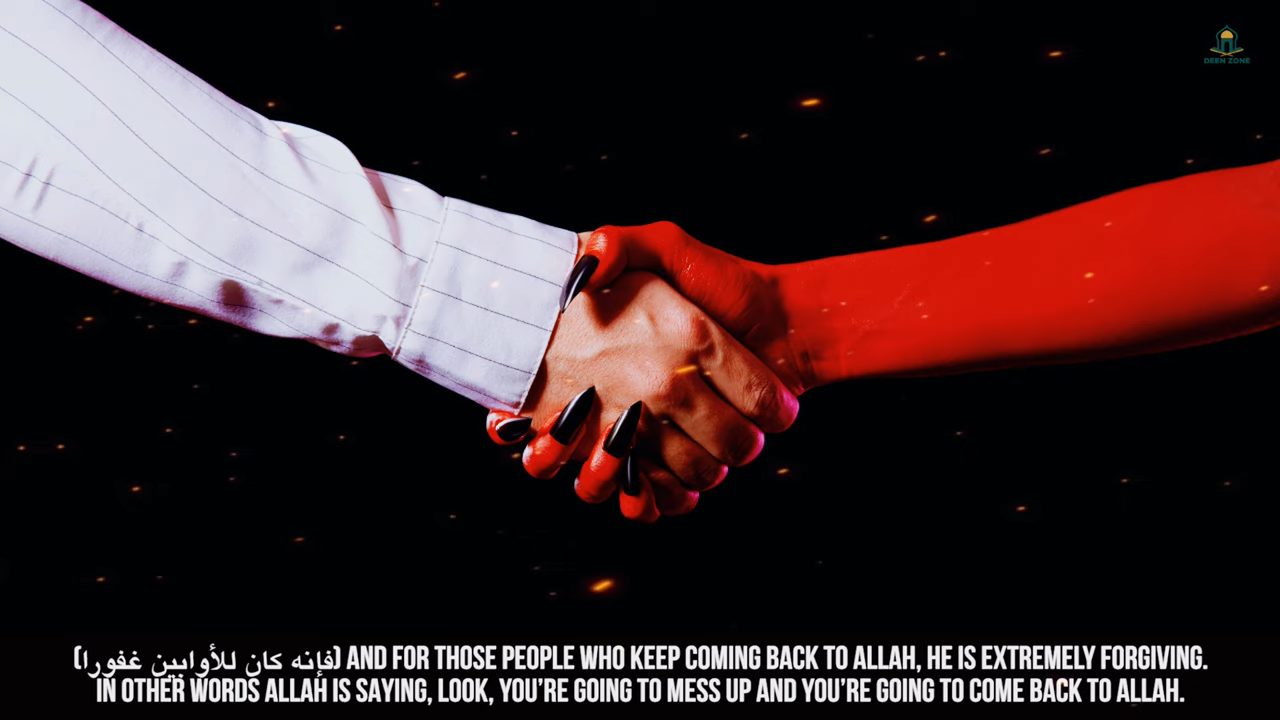 DEEN ZONE
(فإنه كان للأوابين غفورا) AND FOR THOSE PEOPLE WHO KEEP COMING BACK TO ALLAH, HE IS EXTREMELY FORGIVING.
IN OTHER WORDS ALLAH IS SAYING, LOOK, YOU'RE GOING TO MESS UP AND YOU'RE GOING TO COME BACK TO ALLAH.